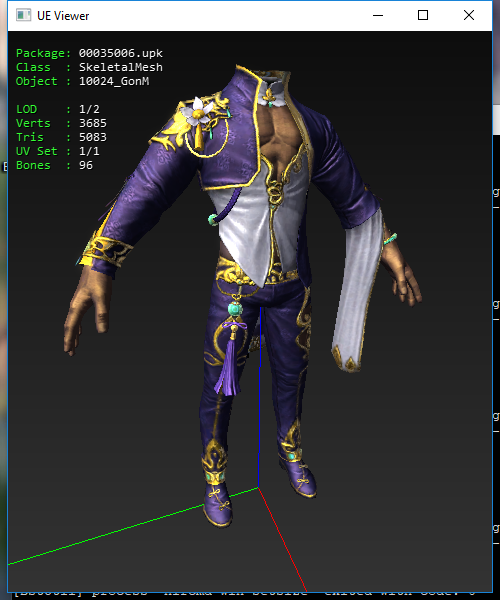 UE Viewer
Package: 00035006.upk
Class : SkeletalMesh
Object : 10024_GonM
LOD : 1/2
Verts : 3685
Tris : 5083
UV Set : 1/1
Bones : 96